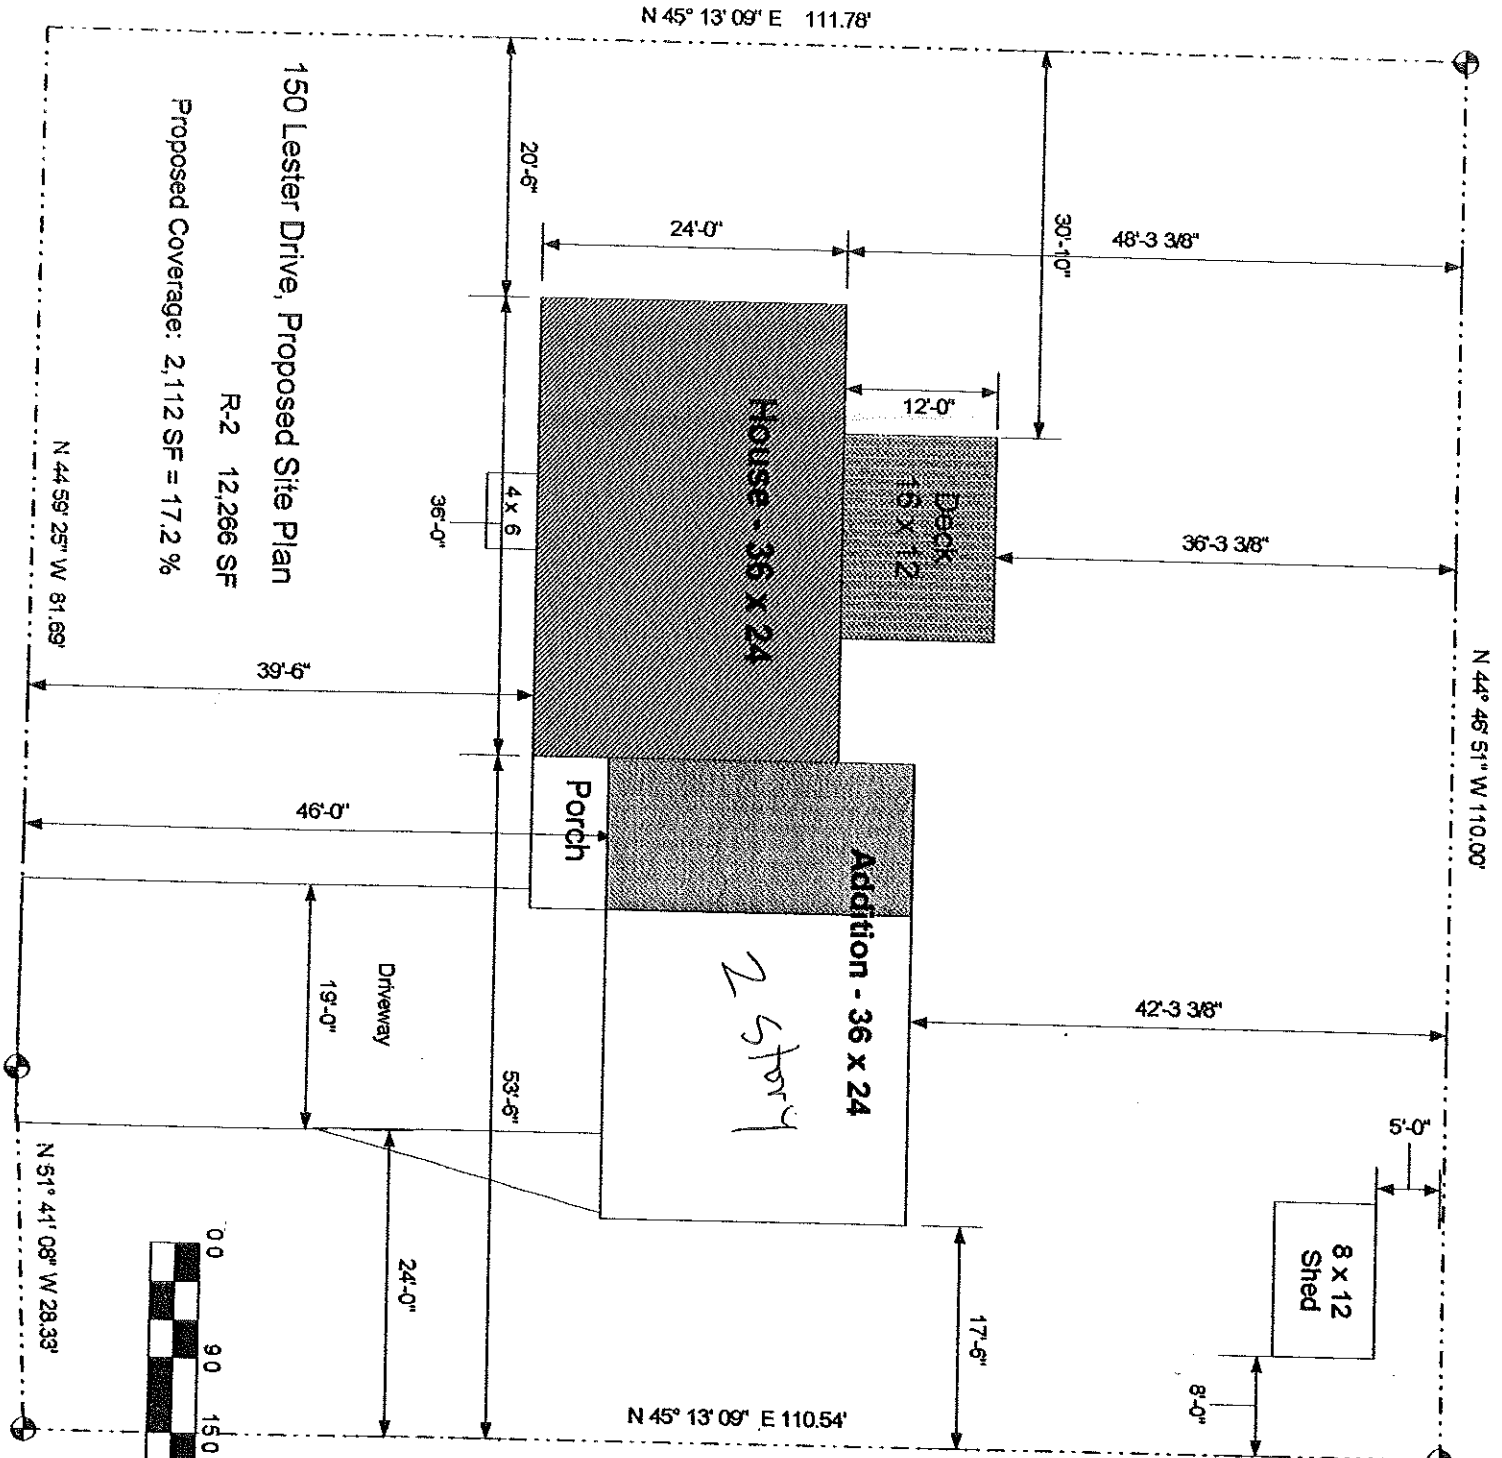 N 45° 13' 09" E 111.78'
150 Lester Drive, Proposed Site Plan
R-2 12,266 SF
Proposed Coverage: 2,112 SF = 17.2 %
20'-6"
24'-0"
30'-10"
48'-3 3/8"
12'-0"
Deck
16 x 12
36'-3 3/8"
House - 36 x 24
4 x 6
36'-0"
N 44 59' 25" W 81.69'
39'-6"
N 44° 46' 51" W 110.00'
46'-0"
Porch
Addition - 36 x 24
2 Story
42'-3 3/8"
Driveway
19'-0"
53'-6"
5'-0"
8 x 12
Shed
8'-0"
17'-6"
24'-0"
N 51° 41' 08" W 28.33'
0 0
9 0
15 0
N 45° 13' 09" E 110.54'